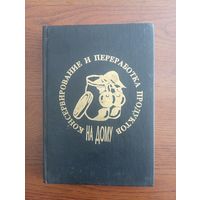 КОНСЕРВИРОВАНИЕ И ПЕРЕРАБОТКА ПРОДУКТОВ
НА ДОМУ